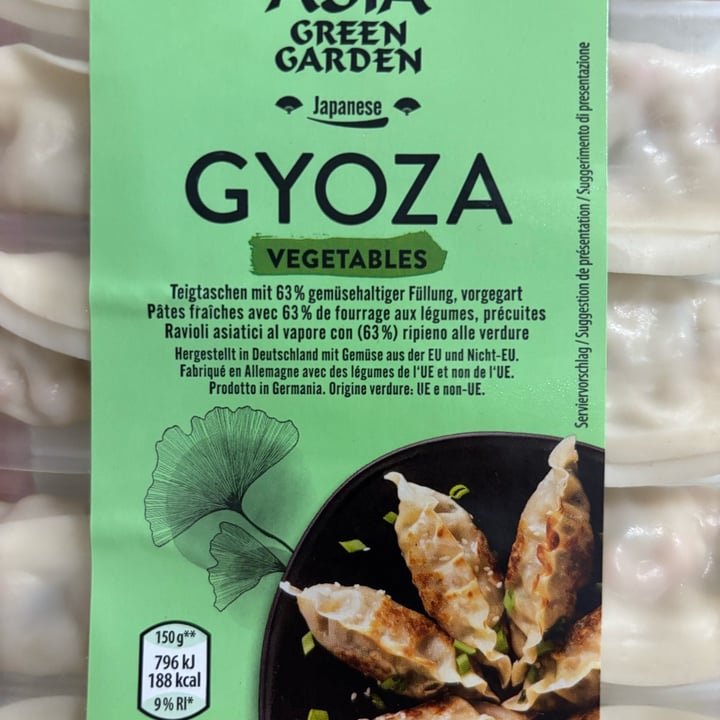 ASIA
GREEN
GARDEN
Japanese
GYOZA
VEGETABLES
Teigtaschen mit 63 % gemüsehaltiger Füllung, vorgegart
Pâtes fraîches avec 63 % de fourrage aux légumes, précuites
Ravioli asiatici al vapore con (63 %) ripieno alle verdure
Hergestellt in Deutschland mit Gemüse aus der EU und Nicht-EU.
Fabriqué en Allemagne avec des légumes de l'UE et non de l'UE.
Prodotto in Germania. Origine verdure: UE e non-UE.
Serviervorschlag / Suggestion de présentation / Suggerimento di presentazione
150 g**
796 kJ
188 kcal
9 % RI*